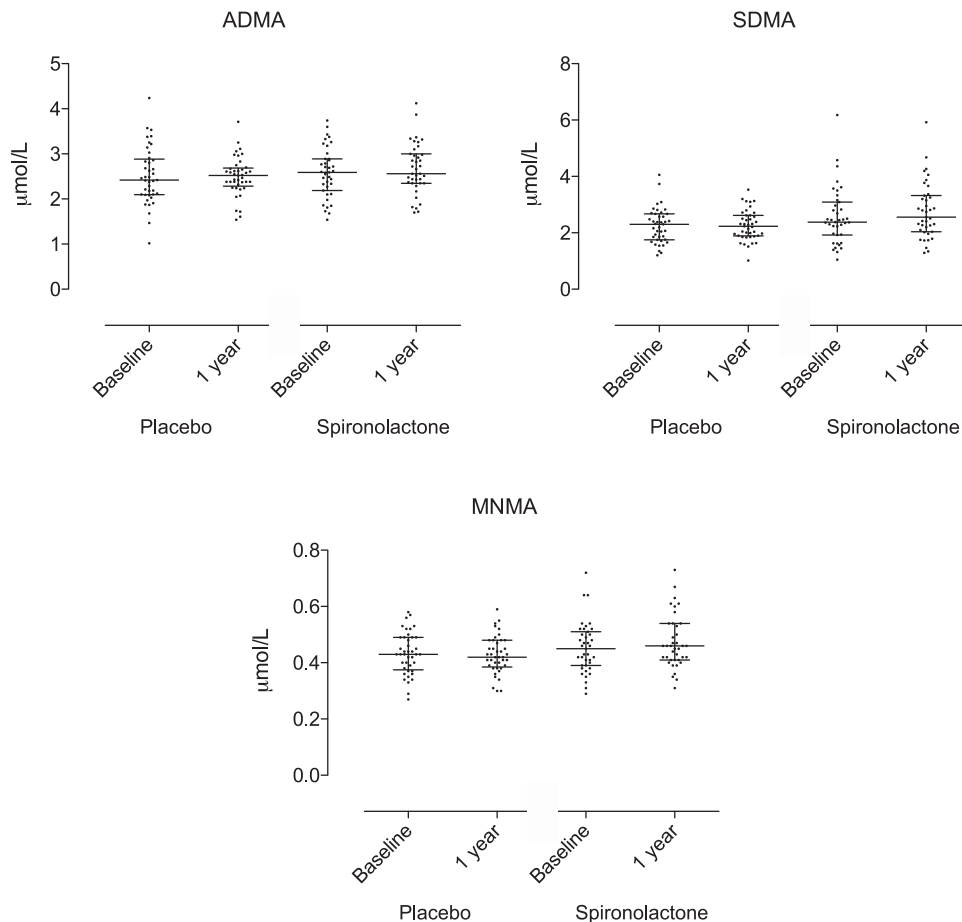 ADMA
5
4
3
2
1
0
μmol/L
Baseline
1 year
Baseline
1 year
Placebo
Spironolactone
SDMA
8
6
4
2
0
μmol/L
Baseline
1 year
Baseline
1 year
Placebo
Spironolactone
MNMA
0.8
0.6
0.4
0.2
0.0
μmol/L
Baseline
1 year
Baseline
1 year
Placebo
Spironolactone